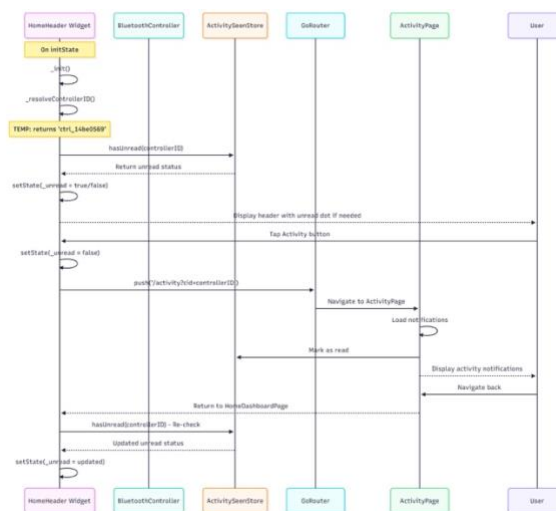 HomeHeader Widget
BluetoothController
ActivitySeenStore
GoRouter
ActivityPage
User
On initState
_init()
_resolveControllerID()
TEMP: returns 'ctrl_14be0589'
hasUnread(controllerID)
Return unread status
setState(_unread = true/false)
Display header with unread dot if needed
Tap Activity button
setState(_unread = false)
push('/activity?cid=controllerID')
Navigate to ActivityPage
Load notifications
Mark as read
Display activity notifications
Navigate back
Return to HomeDashboardPage
hasUnread(controllerID) - Re-check
Updated unread status
setState(_unread = updated)
HomeHeader Widget
BluetoothController
ActivitySeenStore
GoRouter
ActivityPage
User